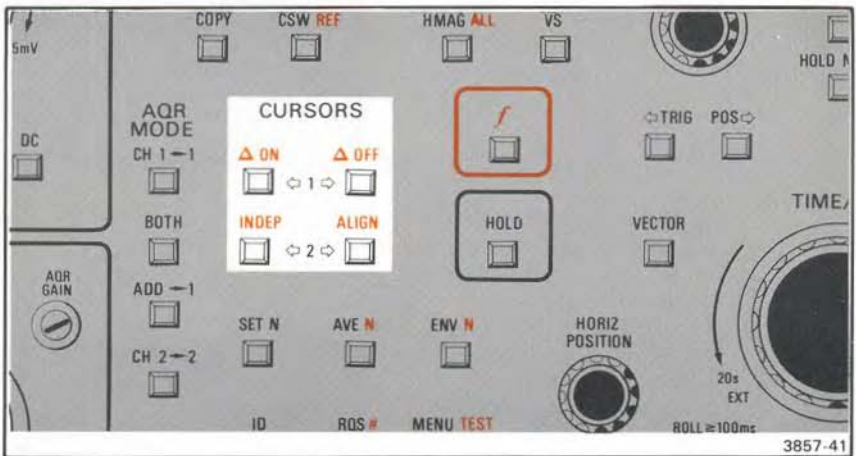 COPY CSW REF HMAG ALL VS
5mV
HOLD N
AQR
MODE
CURSORS
f
⇦TRIG POS⇨
DC
CH 1→1
Δ ON Δ OFF
⇦ 1 ⇨
BOTH
INDEP ALIGN
HOLD
VECTOR
TIME/
⇦ 2 ⇨
AQR
GAIN
ADD →1
SET N AVE N ENV N
HORIZ
POSITION
CH 2→2
20s
EXT
ID RQS # MENU TEST
ROLL≥100ms
3857-41